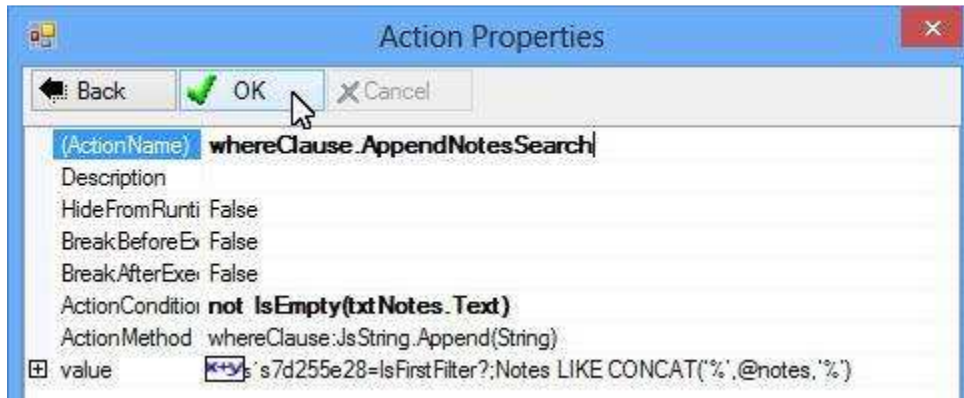 Action Properties
Back OK Cancel
(ActionName) whereClause.AppendNotesSearch
Description
HideFromRunti False
BreakBeforeEx False
BreakAfterExe False
ActionCondition not IsEmpty(txtNotes.Text)
ActionMethod whereClause:JsString.Append(String)
value x+y s`s7d255e28=IsFirstFilter?;Notes LIKE CONCAT('%',@notes,'%')